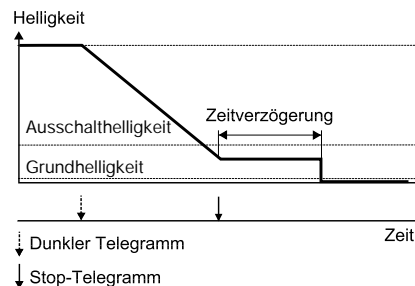 Helligkeit
Zeitverzögerung
Ausschalthelligkeit
Grundhelligkeit
Zeit
Dunkler Telegramm
Stop-Telegramm